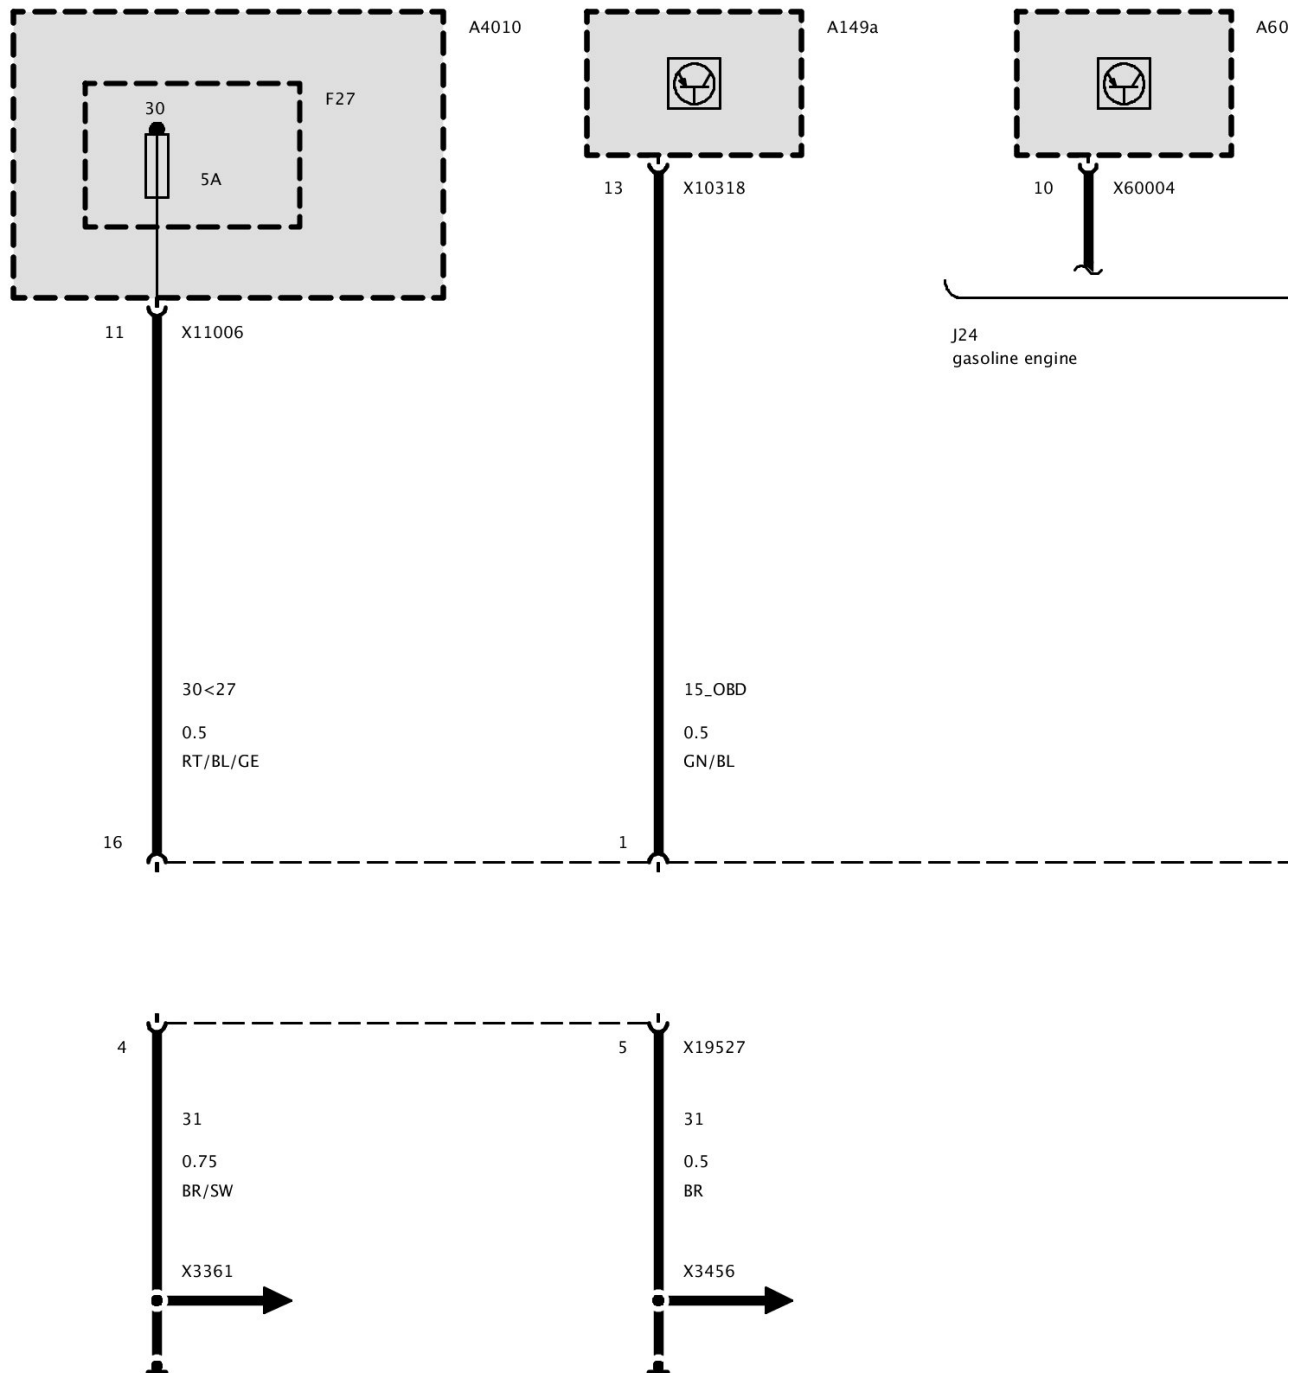 A4010
A149a
A60
F27
30
5A
13
X10318
10
X60004
11
X11006
J24
gasoline engine
30<27
15_OBD
0.5
0.5
RT/BL/GE
GN/BL
16
1
4
5
X19527
31
31
0.75
0.5
BR/SW
BR
X3361
X3456